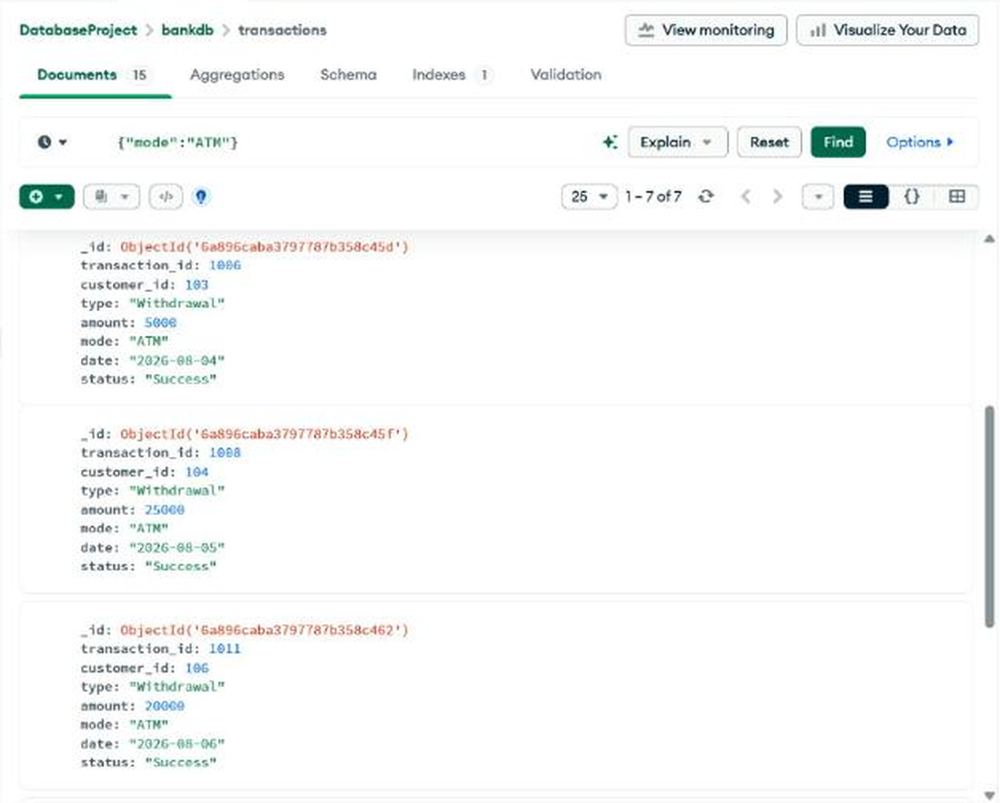 DatabaseProject > bankdb > transactions
View monitoring
Visualize Your Data
Documents 15 Aggregations Schema Indexes 1 Validation
{"mode":"ATM"}
Explain Reset Find Options
25 1 – 7 of 7
_id: ObjectId('6a896caba3797787b358c45d')
transaction_id: 1006
customer_id: 103
type: "Withdrawal"
amount: 5000
mode: "ATM"
date: "2026-08-04"
status: "Success"
_id: ObjectId('6a896caba3797787b358c45f')
transaction_id: 1008
customer_id: 104
type: "Withdrawal"
amount: 25000
mode: "ATM"
date: "2026-08-05"
status: "Success"
_id: ObjectId('6a896caba3797787b358c462')
transaction_id: 1011
customer_id: 106
type: "Withdrawal"
amount: 20000
mode: "ATM"
date: "2026-08-06"
status: "Success"